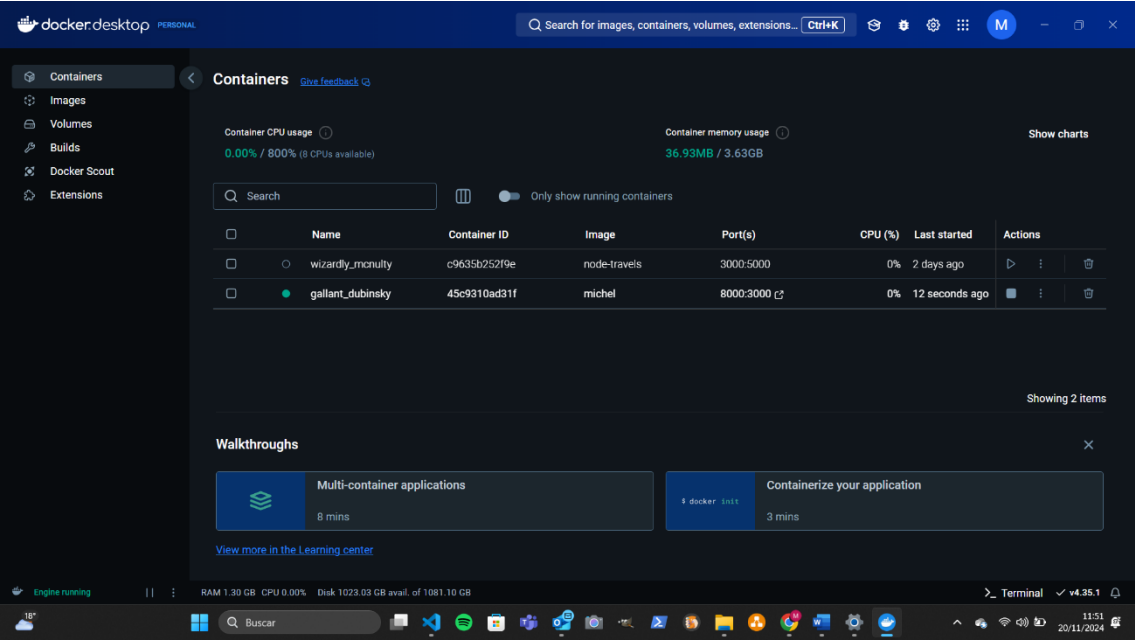 docker.desktop PERSONAL
Search for images, containers, volumes, extensions... Ctrl+K
M
Containers
Images
Volumes
Builds
Docker Scout
Extensions
Containers Give feedback
Container CPU usage
0.00% / 800% (8 CPUs available)
Container memory usage
36.93MB / 3.63GB
Show charts
Search
Only show running containers
Name Container ID Image Port(s) CPU (%) Last started Actions
wizardly_mcnulty c9635b252f9e node-travels 3000:5000 0% 2 days ago
gallant_dubinsky 45c9310ad31f michel 8000:3000 0% 12 seconds ago
Showing 2 items
Walkthroughs
Multi-container applications
8 mins
$ docker init
Containerize your application
3 mins
View more in the Learning center
Engine running RAM 1.30 GB CPU 0.00% Disk 1023.03 GB avail. of 1081.10 GB >_ Terminal v4.35.1
18°
Buscar
11:51
20/11/2024